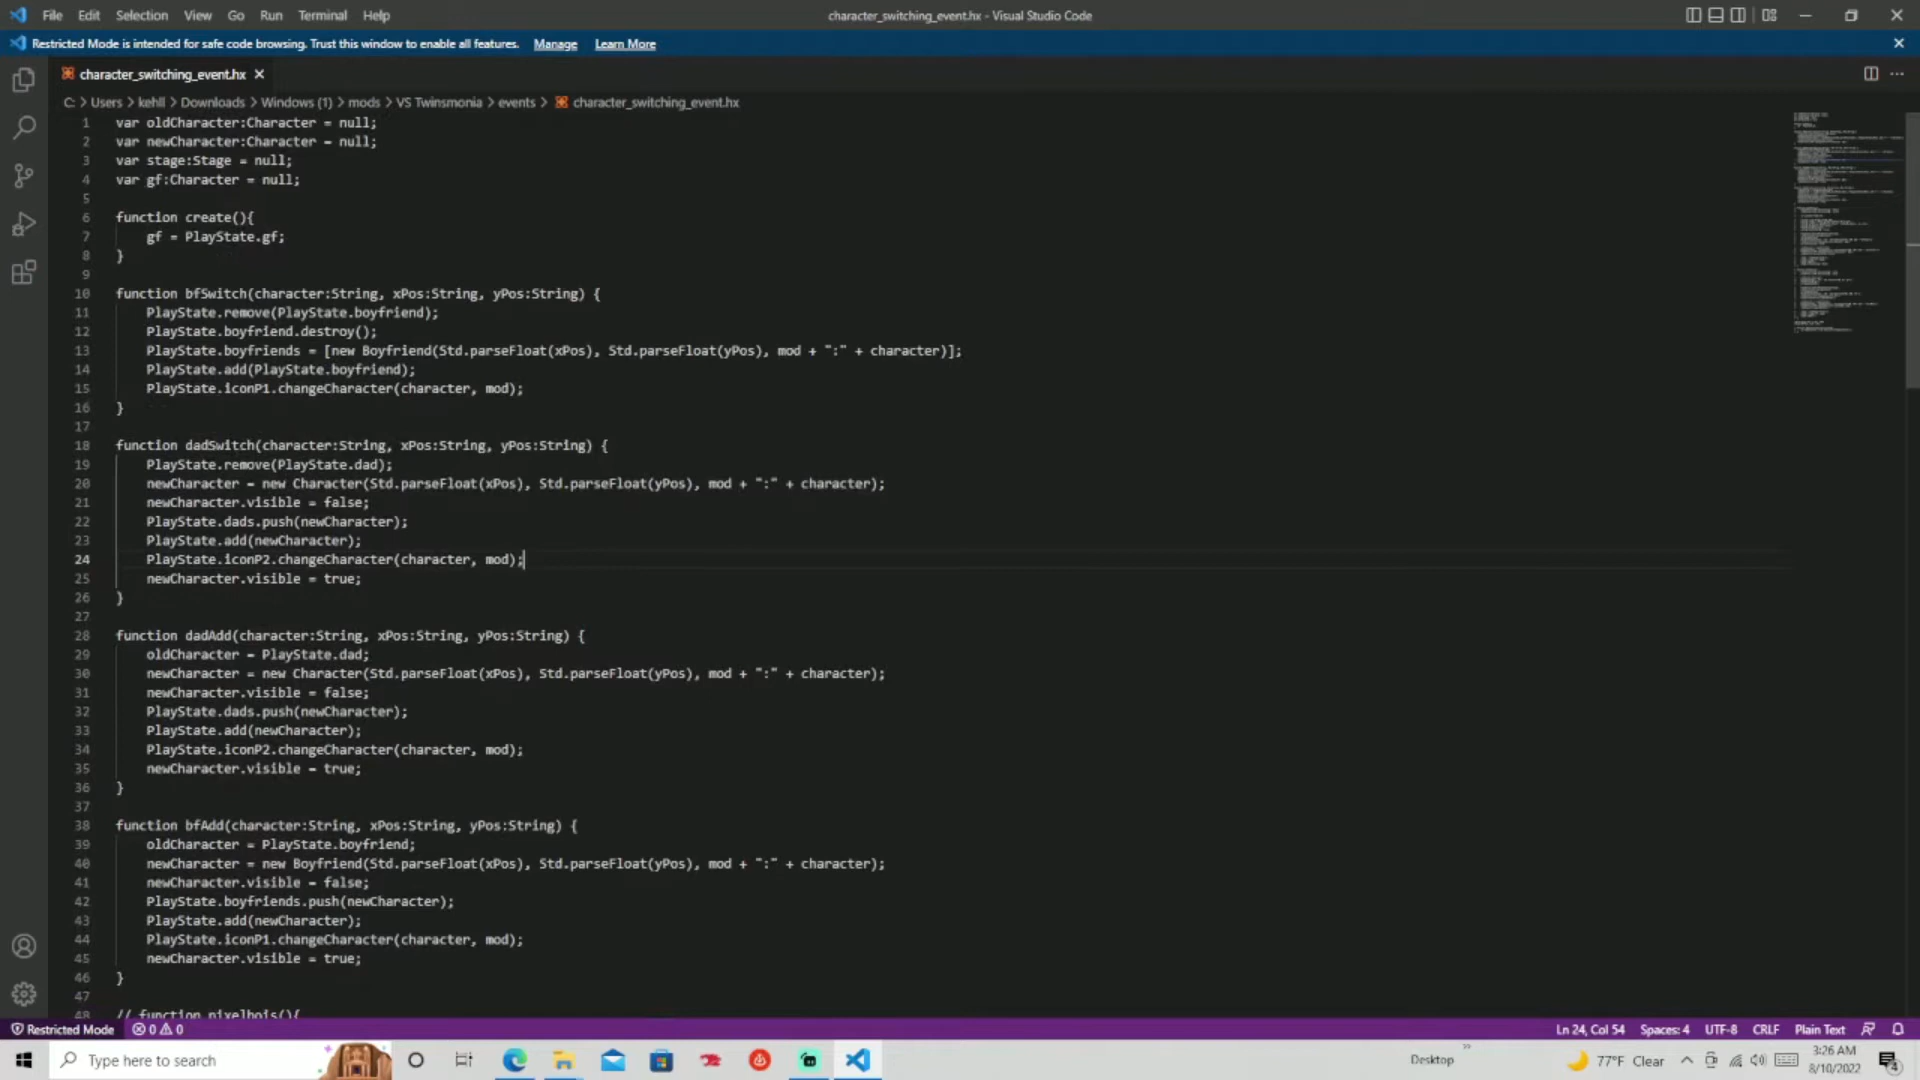 File Edit Selection View Go Run Terminal Help
character_switching_event.hx - Visual Studio Code
Restricted Mode is intended for safe code browsing. Trust this window to enable all features. Manage Learn More
character_switching_event.hx
C: > Users > kehll > Downloads > Windows (1) > mods > VS Twinsmonia > events > character_switching_event.hx
1 var oldCharacter:Character = null;
2 var newCharacter:Character = null;
3 var stage:Stage = null;
4 var gf:Character = null;
5
6 function create(){
7 gf = PlayState.gf;
8 }
9
10 function bfSwitch(character:String, xPos:String, yPos:String) {
11 PlayState.remove(PlayState.boyfriend);
12 PlayState.boyfriend.destroy();
13 PlayState.boyfriends = [new Boyfriend(Std.parseFloat(xPos), Std.parseFloat(yPos), mod + ":" + character)];
14 PlayState.add(PlayState.boyfriend);
15 PlayState.iconP1.changeCharacter(character, mod);
16 }
17
18 function dadSwitch(character:String, xPos:String, yPos:String) {
19 PlayState.remove(PlayState.dad);
20 newCharacter = new Character(Std.parseFloat(xPos), Std.parseFloat(yPos), mod + ":" + character);
21 newCharacter.visible = false;
22 PlayState.dads.push(newCharacter);
23 PlayState.add(newCharacter);
24 PlayState.iconP2.changeCharacter(character, mod);
25 newCharacter.visible = true;
26 }
27
28 function dadAdd(character:String, xPos:String, yPos:String) {
29 oldCharacter = PlayState.dad;
30 newCharacter = new Character(Std.parseFloat(xPos), Std.parseFloat(yPos), mod + ":" + character);
31 newCharacter.visible = false;
32 PlayState.dads.push(newCharacter);
33 PlayState.add(newCharacter);
34 PlayState.iconP2.changeCharacter(character, mod);
35 newCharacter.visible = true;
36 }
37
38 function bfAdd(character:String, xPos:String, yPos:String) {
39 oldCharacter = PlayState.boyfriend;
40 newCharacter = new Boyfriend(Std.parseFloat(xPos), Std.parseFloat(yPos), mod + ":" + character);
41 newCharacter.visible = false;
42 PlayState.boyfriends.push(newCharacter);
43 PlayState.add(newCharacter);
44 PlayState.iconP1.changeCharacter(character, mod);
45 newCharacter.visible = true;
46 }
47
48 // function pixelbois(){
Restricted Mode 0 0 Ln 24, Col 54 Spaces: 4 UTF-8 CRLF Plain Text
Type here to search Desktop 77°F Clear 3:26 AM
8/10/2022 4